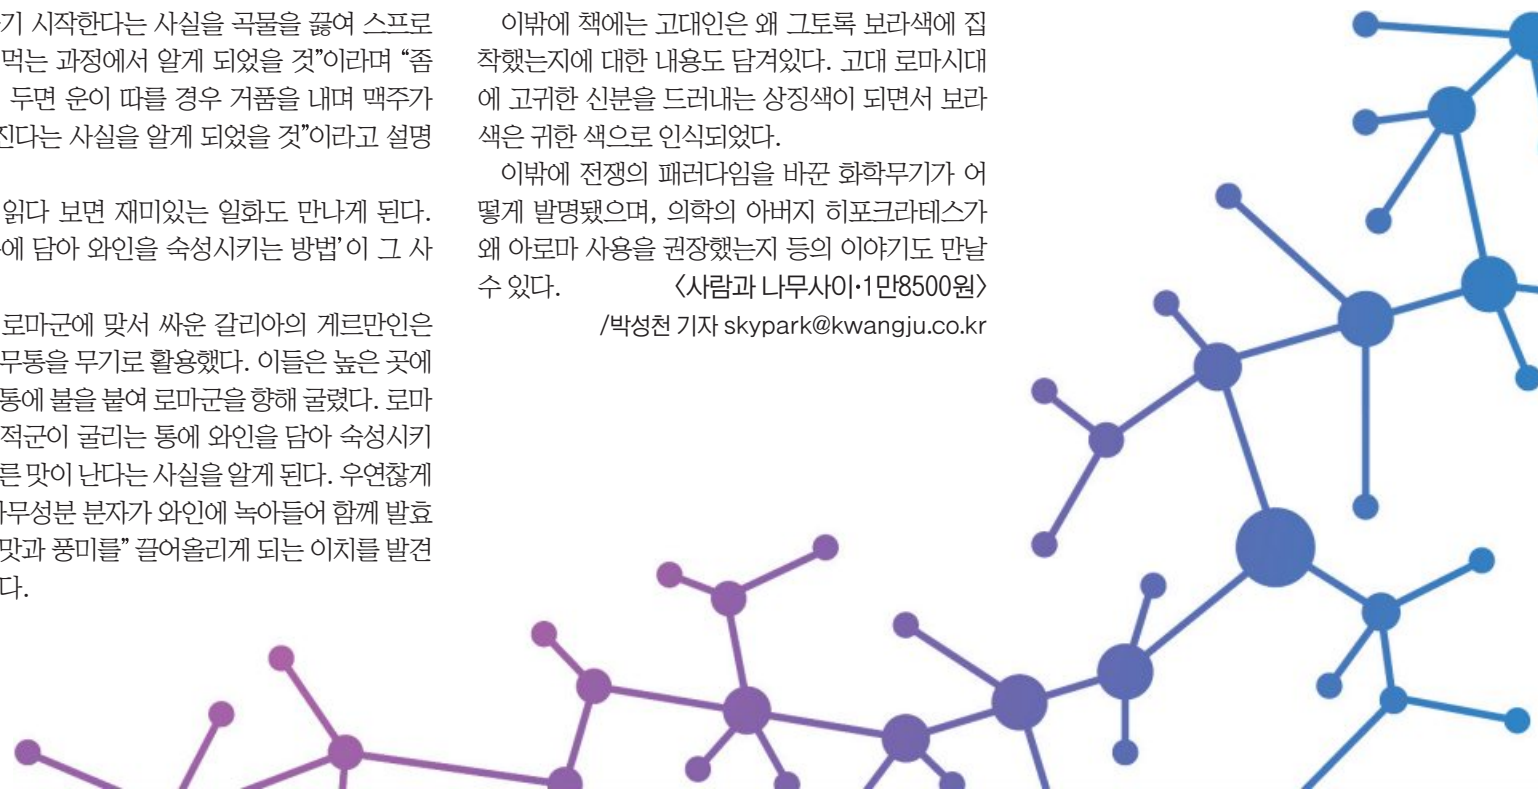 기 시작한다는 사실을 곡물을 끓여 스프로
먹는 과정에서 알게 되었을 것”이라며 “좀
두면 운이 따를 경우 거품을 내며 맥주가
진다는 사실을 알게 되었을 것”이라고 설명
읽다 보면 재미있는 일화도 만나게 된다.
에 담아 와인을 숙성시키는 방법’이 그 사
로마군에 맞서 싸운 갈리아의 게르만인은
무통을 무기로 활용했다. 이들은 높은 곳에
통에 불을 붙여 로마군을 향해 굴렸다. 로마
적군이 굴리는 통에 와인을 담아 숙성시키
른 맛이 난다는 사실을 알게 된다. 우연찮게
나무성분 분자가 와인에 녹아들어 함께 발효
맛과 풍미를” 끌어올리게 되는 이치를 발견
다.
이밖에 책에는 고대인은 왜 그토록 보라색에 집
착했는지에 대한 내용도 담겨있다. 고대 로마시대
에 고귀한 신분을 드러내는 상징색이 되면서 보라
색은 귀한 색으로 인식되었다.
이밖에 전쟁의 패러다임을 바꾼 화학무기가 어
떻게 발명됐으며, 의학의 아버지 히포크라테스가
왜 아로마 사용을 권장했는지 등의 이야기도 만날
수 있다. 〈사람과 나무사이·1만8500원〉
/박성천 기자 skypark@kwangju.co.kr